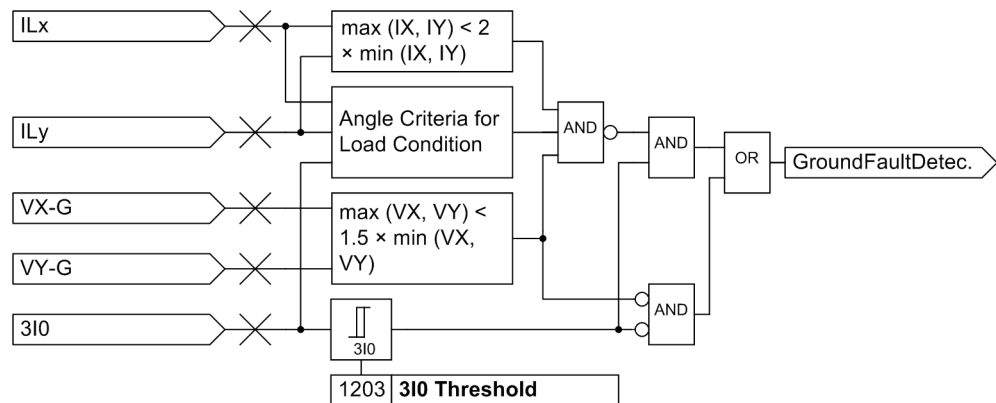 ILx
max (IX, IY) < 2
× min (IX, IY)
ILy
Angle Criteria for
Load Condition
AND
AND
OR
GroundFaultDetec.
VX-G
max (VX, VY) <
1.5 × min (VX,
VY)
VY-G
AND
3I0
3I0
1203 3I0 Threshold